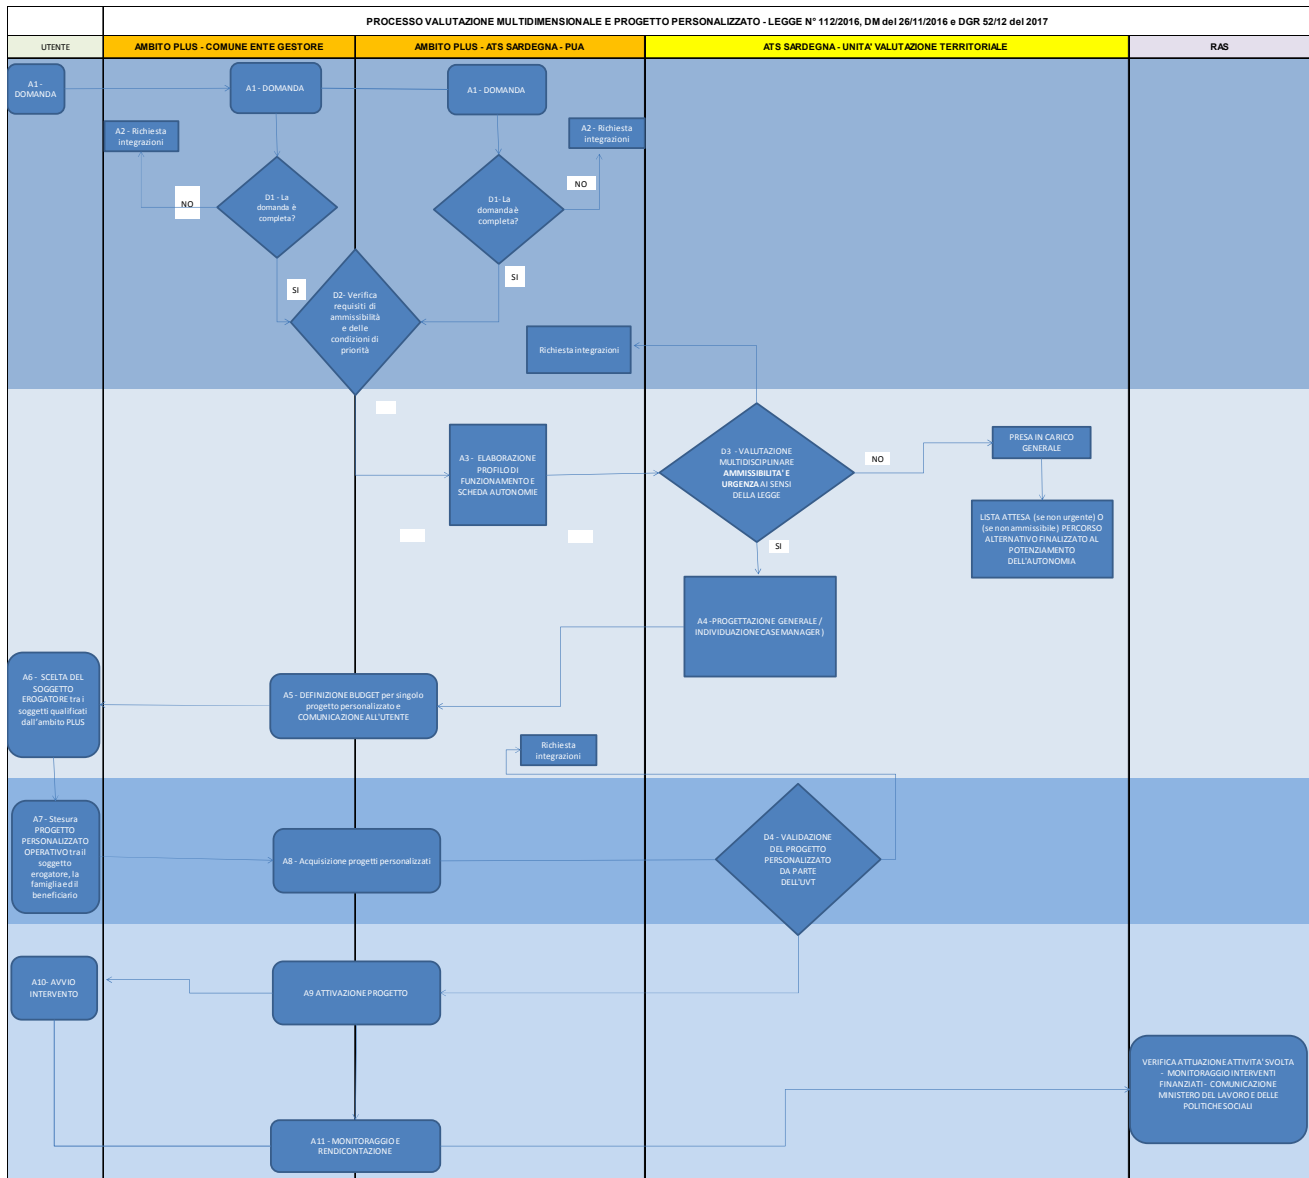 PROCESSO VALUTAZIONE MULTIDIMENSIONALE E PROGETTO PERSONALIZZATO - LEGGE N° 112/2016, DM del 26/11/2016 e DGR 52/12 del 2017
UTENTE
AMBITO PLUS - COMUNE ENTE GESTORE
AMBITO PLUS - ATS SARDEGNA - PUA
ATS SARDEGNA - UNITA' VALUTAZIONE TERRITORIALE
RAS
A1 -
DOMANDA
A1 - DOMANDA
A1 - DOMANDA
A2 - Richiesta
integrazioni
A2 - Richiesta
integrazioni
NO
D1 - La
domanda è
completa?
D1- La
domanda è
completa?
NO
SI
SI
D2- Verifica
requisiti di
ammissibilità
e delle
condizioni di
priorità
Richiesta integrazioni
A3 - ELABORAZIONE
PROFILO DI
FUNZIONAMENTO E
SCHEDA AUTONOMIE
D3 - VALUTAZIONE
MULTIDISCIPLINARE
AMMISSIBILITA' E
URGENZA AI SENSI
DELLA LEGGE
NO
SI
PRESA IN CARICO
GENERALE
LISTA ATTESA (se non urgente) O
(se non ammissibile) PERCORSO
ALTERNATIVO FINALIZZATO AL
POTENZIAMENTO
DELL'AUTONOMIA
A4 -PROGETTAZIONE GENERALE /
INDIVIDUAZIONE CASE MANAGER )
A6 - SCELTA DEL
SOGGETTO
EROGATORE tra i
soggetti qualificati
dall'ambito PLUS
A5 - DEFINIZIONE BUDGET per singolo
progetto personalizzato e
COMUNICAZIONE ALL'UTENTE
Richiesta
integrazioni
A7 - Stesura
PROGETTO
PERSONALIZZATO
OPERATIVO tra il
soggetto
erogatore, la
famiglia ed il
beneficiario
A8 - Acquisizione progetti personalizzati
D4 - VALIDAZIONE
DEL PROGETTO
PERSONALIZZATO
DA PARTE
DELL'UVT
A10- AVVIO
INTERVENTO
A9 ATTIVAZIONE PROGETTO
VERIFICA ATTUAZIONE ATTIVITA' SVOLTA
- MONITORAGGIO INTERVENTI
FINANZIATI - COMUNICAZIONE
MINISTERO DEL LAVORO E DELLE
POLITICHE SOCIALI
A11 - MONITORAGGIO E
RENDICONTAZIONE